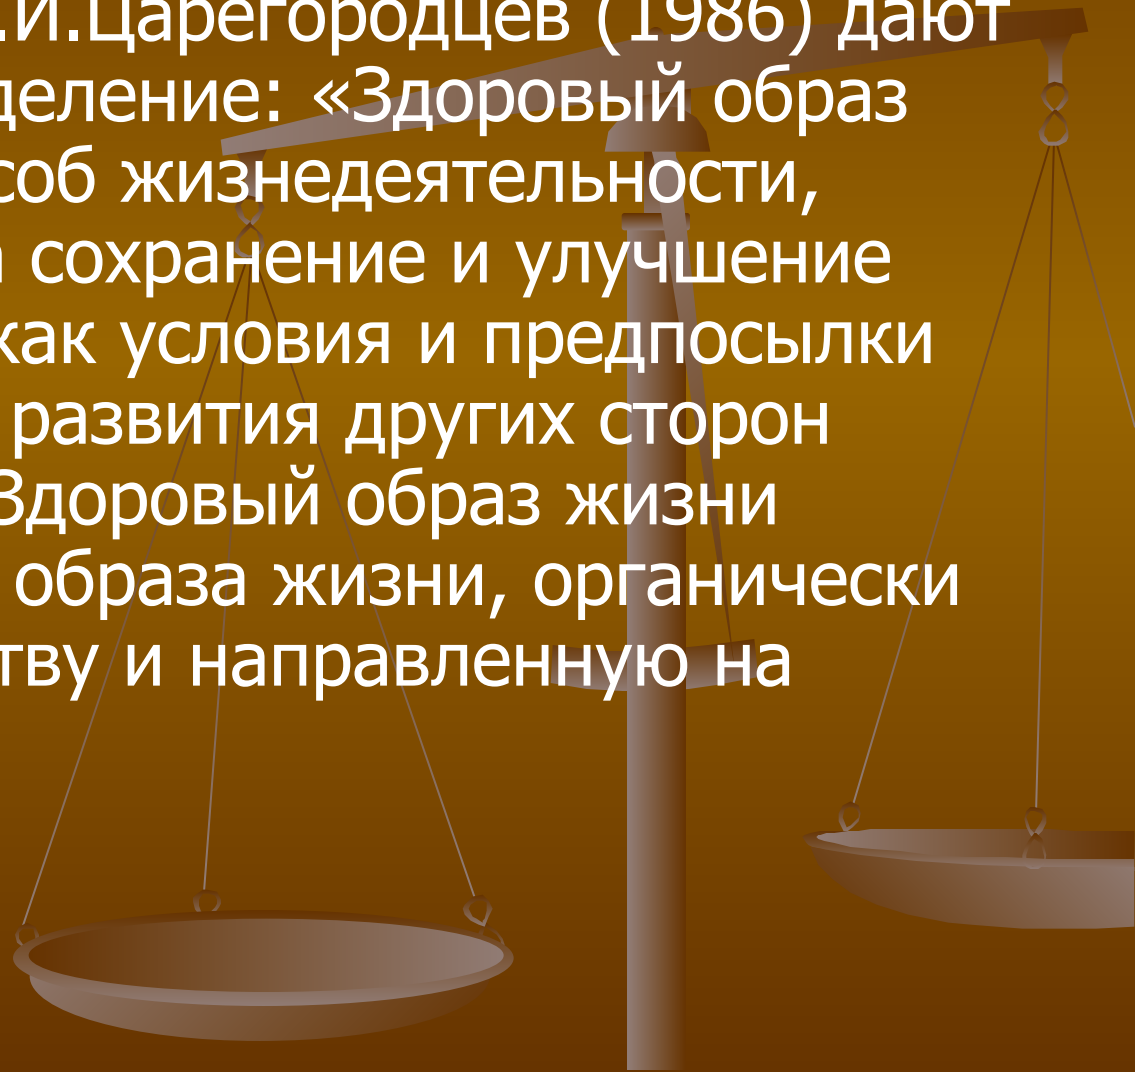 .И.Царегородцев (1986) дают
деление: «Здоровый образ
соб жизнедеятельности,
сохранение и улучшение
как условия и предпосылки
развития других сторон
Здоровый образ жизни
образа жизни, органически
тву и направленную на